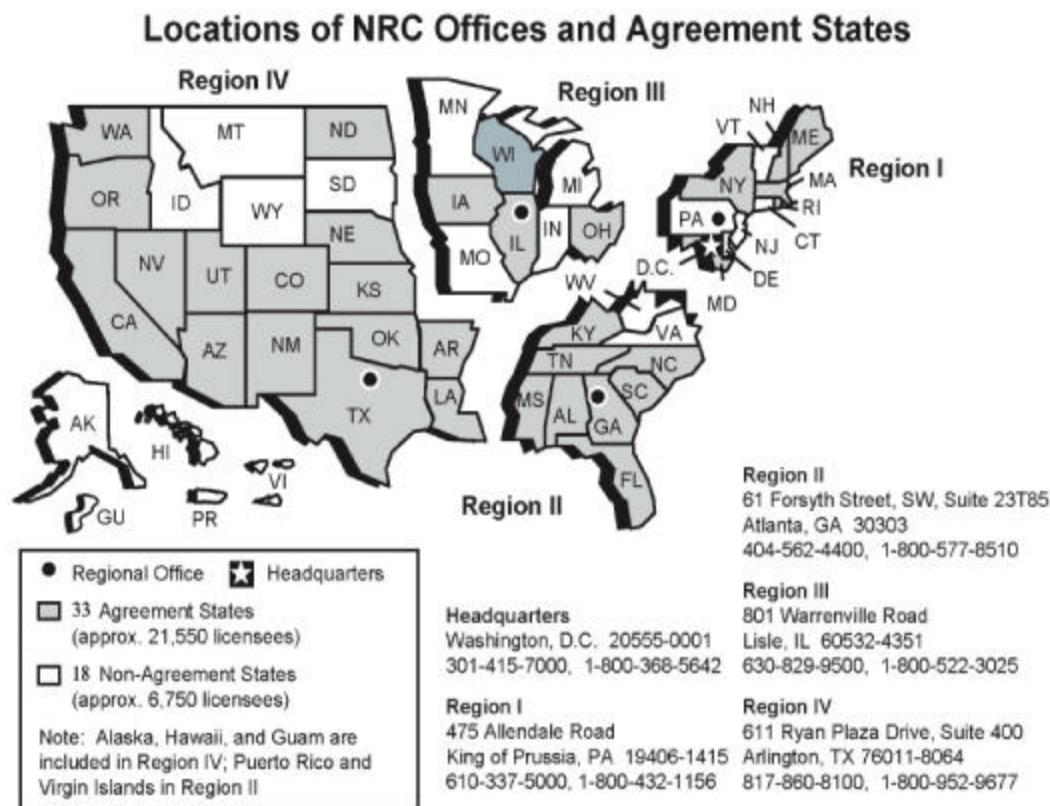 Locations of NRC Offices and Agreement States
Region IV
Region III
Region I
Region II
WA
MT
ND
OR
ID
SD
WY
NE
NV
UT
CO
KS
CA
AZ
NM
OK
AR
TX
LA
AK
HI
GU
PR
VI
MN
WI
MI
IA
IL
IN
OH
MO
NH
VT
ME
NY
MA
RI
CT
PA
NJ
DE
D.C.
MD
WV
KY
VA
TN
NC
SC
MS
AL
GA
FL
Regional Office
Headquarters
33 Agreement States
(approx. 21,550 licensees)
18 Non-Agreement States
(approx. 6,750 licensees)
Note: Alaska, Hawaii, and Guam are
included in Region IV; Puerto Rico and
Virgin Islands in Region II
Headquarters
Washington, D.C. 20555-0001
301-415-7000, 1-800-368-5642
Region I
475 Allendale Road
King of Prussia, PA 19406-1415
610-337-5000, 1-800-432-1156
Region II
61 Forsyth Street, SW, Suite 23T85
Atlanta, GA 30303
404-562-4400, 1-800-577-8510
Region III
801 Warrenville Road
Lisle, IL 60532-4351
630-829-9500, 1-800-522-3025
Region IV
611 Ryan Plaza Drive, Suite 400
Arlington, TX 76011-8064
817-860-8100, 1-800-952-9677